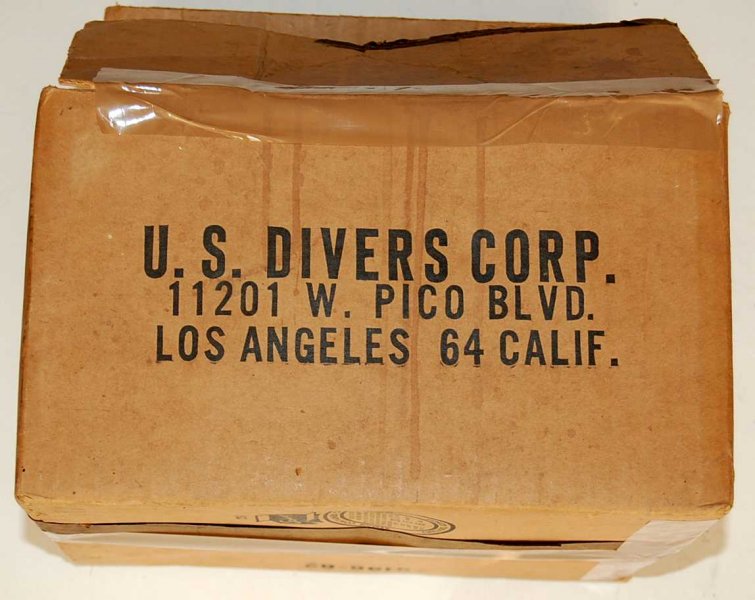 U.S. DIVERS CORP.
11201 W. PICO BLVD.
LOS ANGELES 64 CALIF.